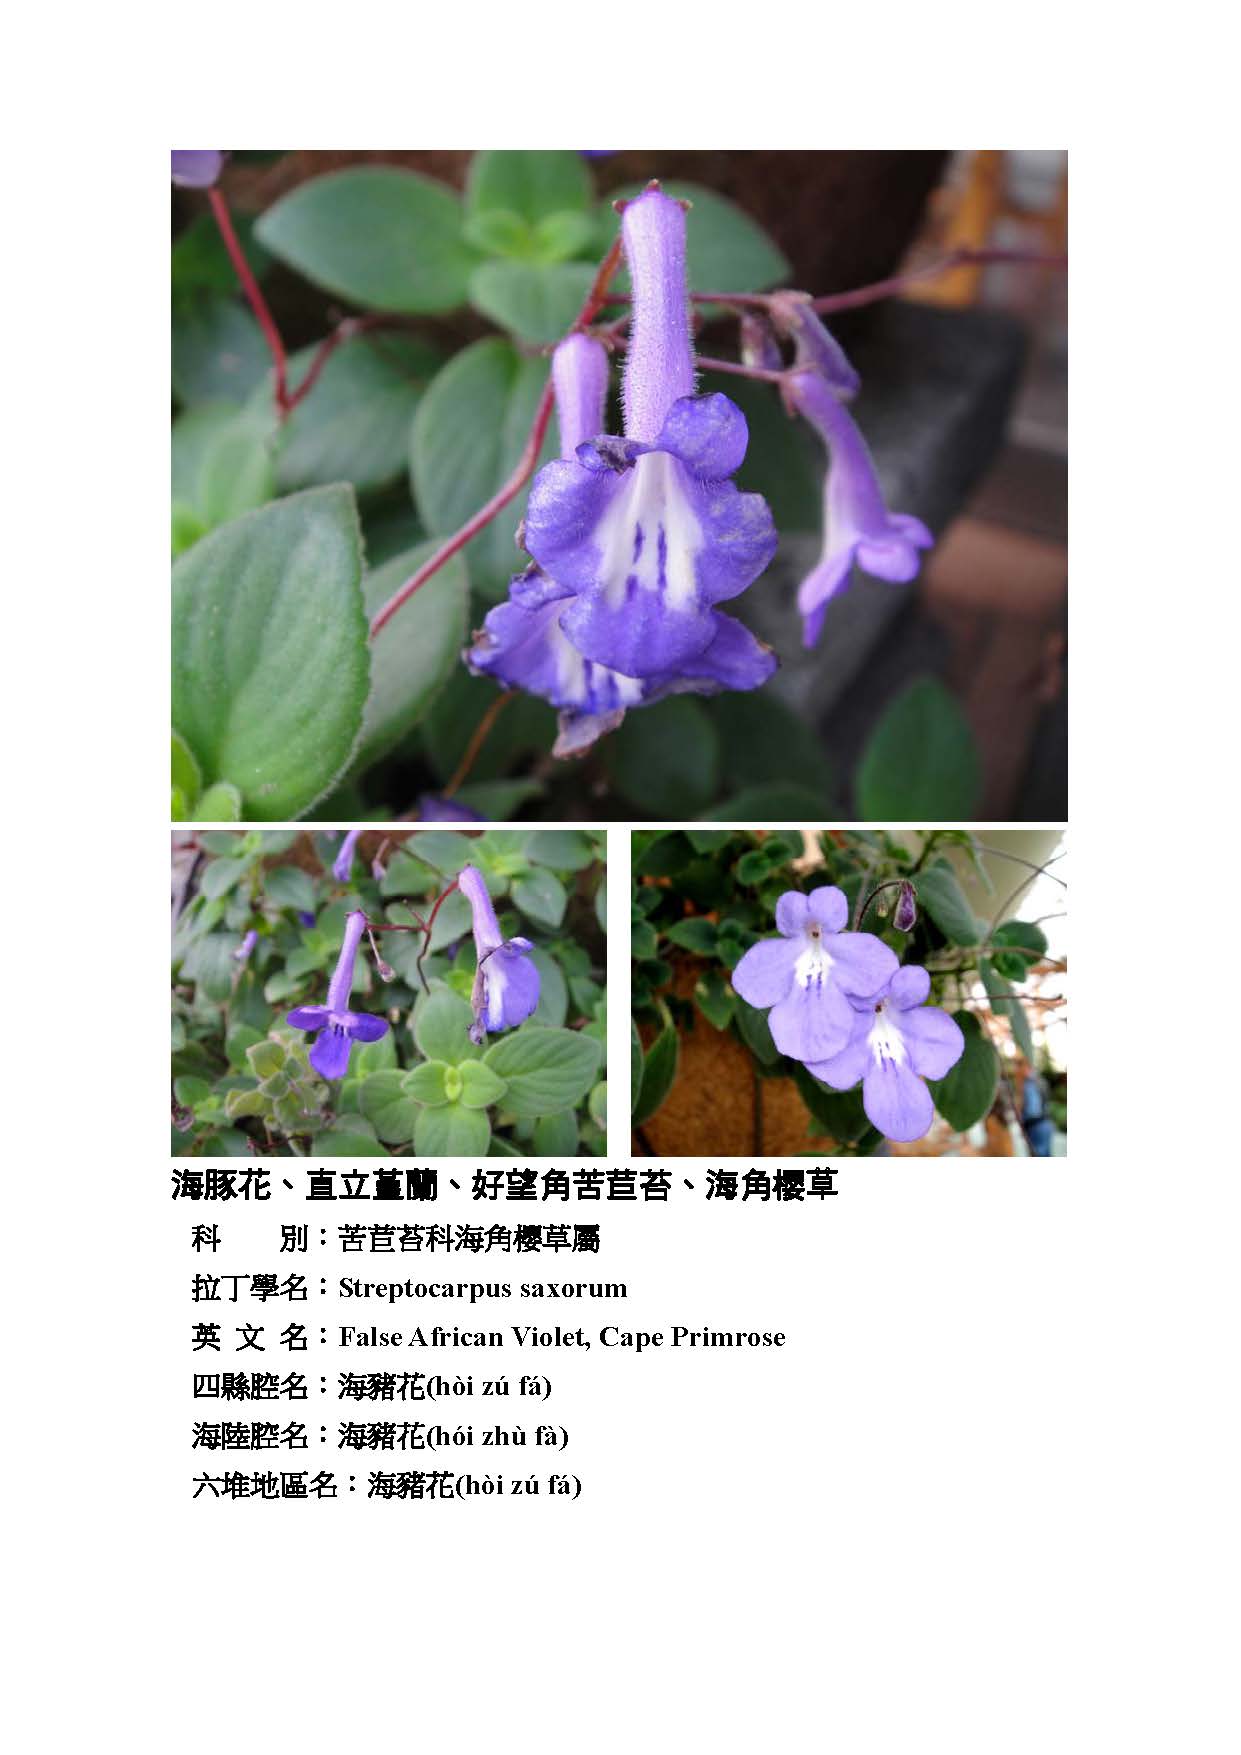 海豚花、直立堇蘭、好望角苦苣苔、海角櫻草
科　　別：苦苣苔科海角櫻草屬
拉丁學名：Streptocarpus saxorum
英 文 名：False African Violet, Cape Primrose
四縣腔名：海豬花(hòi zú fá)
海陸腔名：海豬花(hói zhù fà)
六堆地區名：海豬花(hòi zú fá)